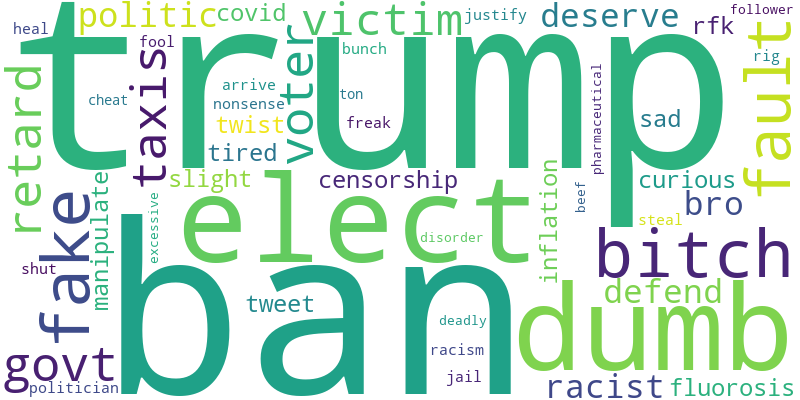 politic
covid
victim
justify
deserve
follower
heal
trump
fool
rfk
fault
bunch
rig
retard
taxis
voter
arrive
cheat
ton
nonsense
pharmaceutical
twist
freak
sad
tired
slight
censorship
curious
manipulate
elect
inflation
beef
fake
excessive
bro
steal
disorder
bitch
shut
ban
tweet
defend
dumb
deadly
govt
racism
jail
politician
racist
fluorosis